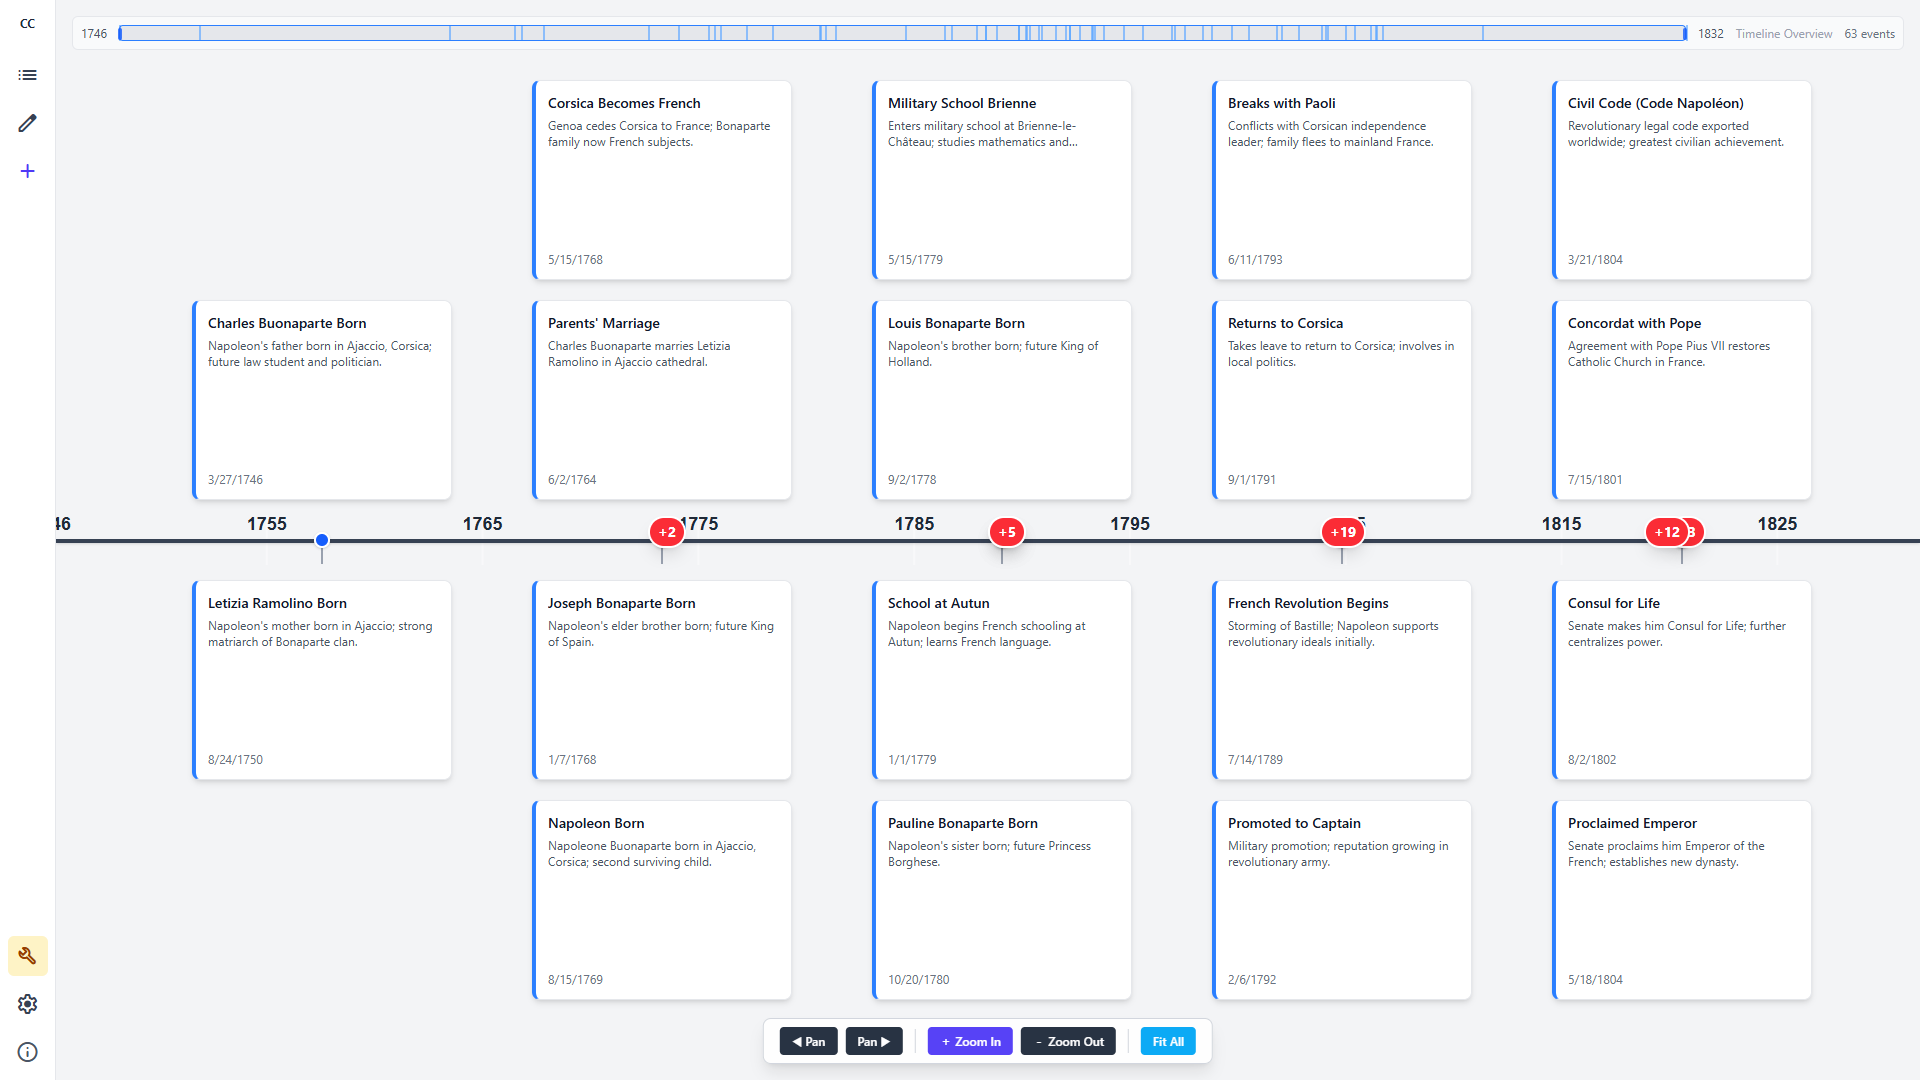 CC
1746
1832
Timeline Overview
63 events
Corsica Becomes French
Genoa cedes Corsica to France; Bonaparte
family now French subjects.
5/15/1768
Military School Brienne
Enters military school at Brienne-le-
Château; studies mathematics and...
5/15/1779
Breaks with Paoli
Conflicts with Corsican independence
leader; family flees to mainland France.
6/11/1793
Civil Code (Code Napoléon)
Revolutionary legal code exported
worldwide; greatest civilian achievement.
3/21/1804
Charles Buonaparte Born
Napoleon's father born in Ajaccio, Corsica;
future law student and politician.
3/27/1746
Parents' Marriage
Charles Buonaparte marries Letizia
Ramolino in Ajaccio cathedral.
6/2/1764
Louis Bonaparte Born
Napoleon's brother born; future King of
Holland.
9/2/1778
Returns to Corsica
Takes leave to return to Corsica; involves in
local politics.
9/1/1791
Concordat with Pope
Agreement with Pope Pius VII restores
Catholic Church in France.
7/15/1801
46
1755
1765
+2
1775
1785
+5
1795
+19
1815
+12
3
1825
Letizia Ramolino Born
Napoleon's mother born in Ajaccio; strong
matriarch of Bonaparte clan.
8/24/1750
Joseph Bonaparte Born
Napoleon's elder brother born; future King
of Spain.
1/7/1768
School at Autun
Napoleon begins French schooling at
Autun; learns French language.
1/1/1779
French Revolution Begins
Storming of Bastille; Napoleon supports
revolutionary ideals initially.
7/14/1789
Consul for Life
Senate makes him Consul for Life; further
centralizes power.
8/2/1802
Napoleon Born
Napoleone Buonaparte born in Ajaccio,
Corsica; second surviving child.
8/15/1769
Pauline Bonaparte Born
Napoleon's sister born; future Princess
Borghese.
10/20/1780
Promoted to Captain
Military promotion; reputation growing in
revolutionary army.
2/6/1792
Proclaimed Emperor
Senate proclaims him Emperor of the
French; establishes new dynasty.
5/18/1804
◀ Pan
Pan ▶
+ Zoom In
− Zoom Out
Fit All